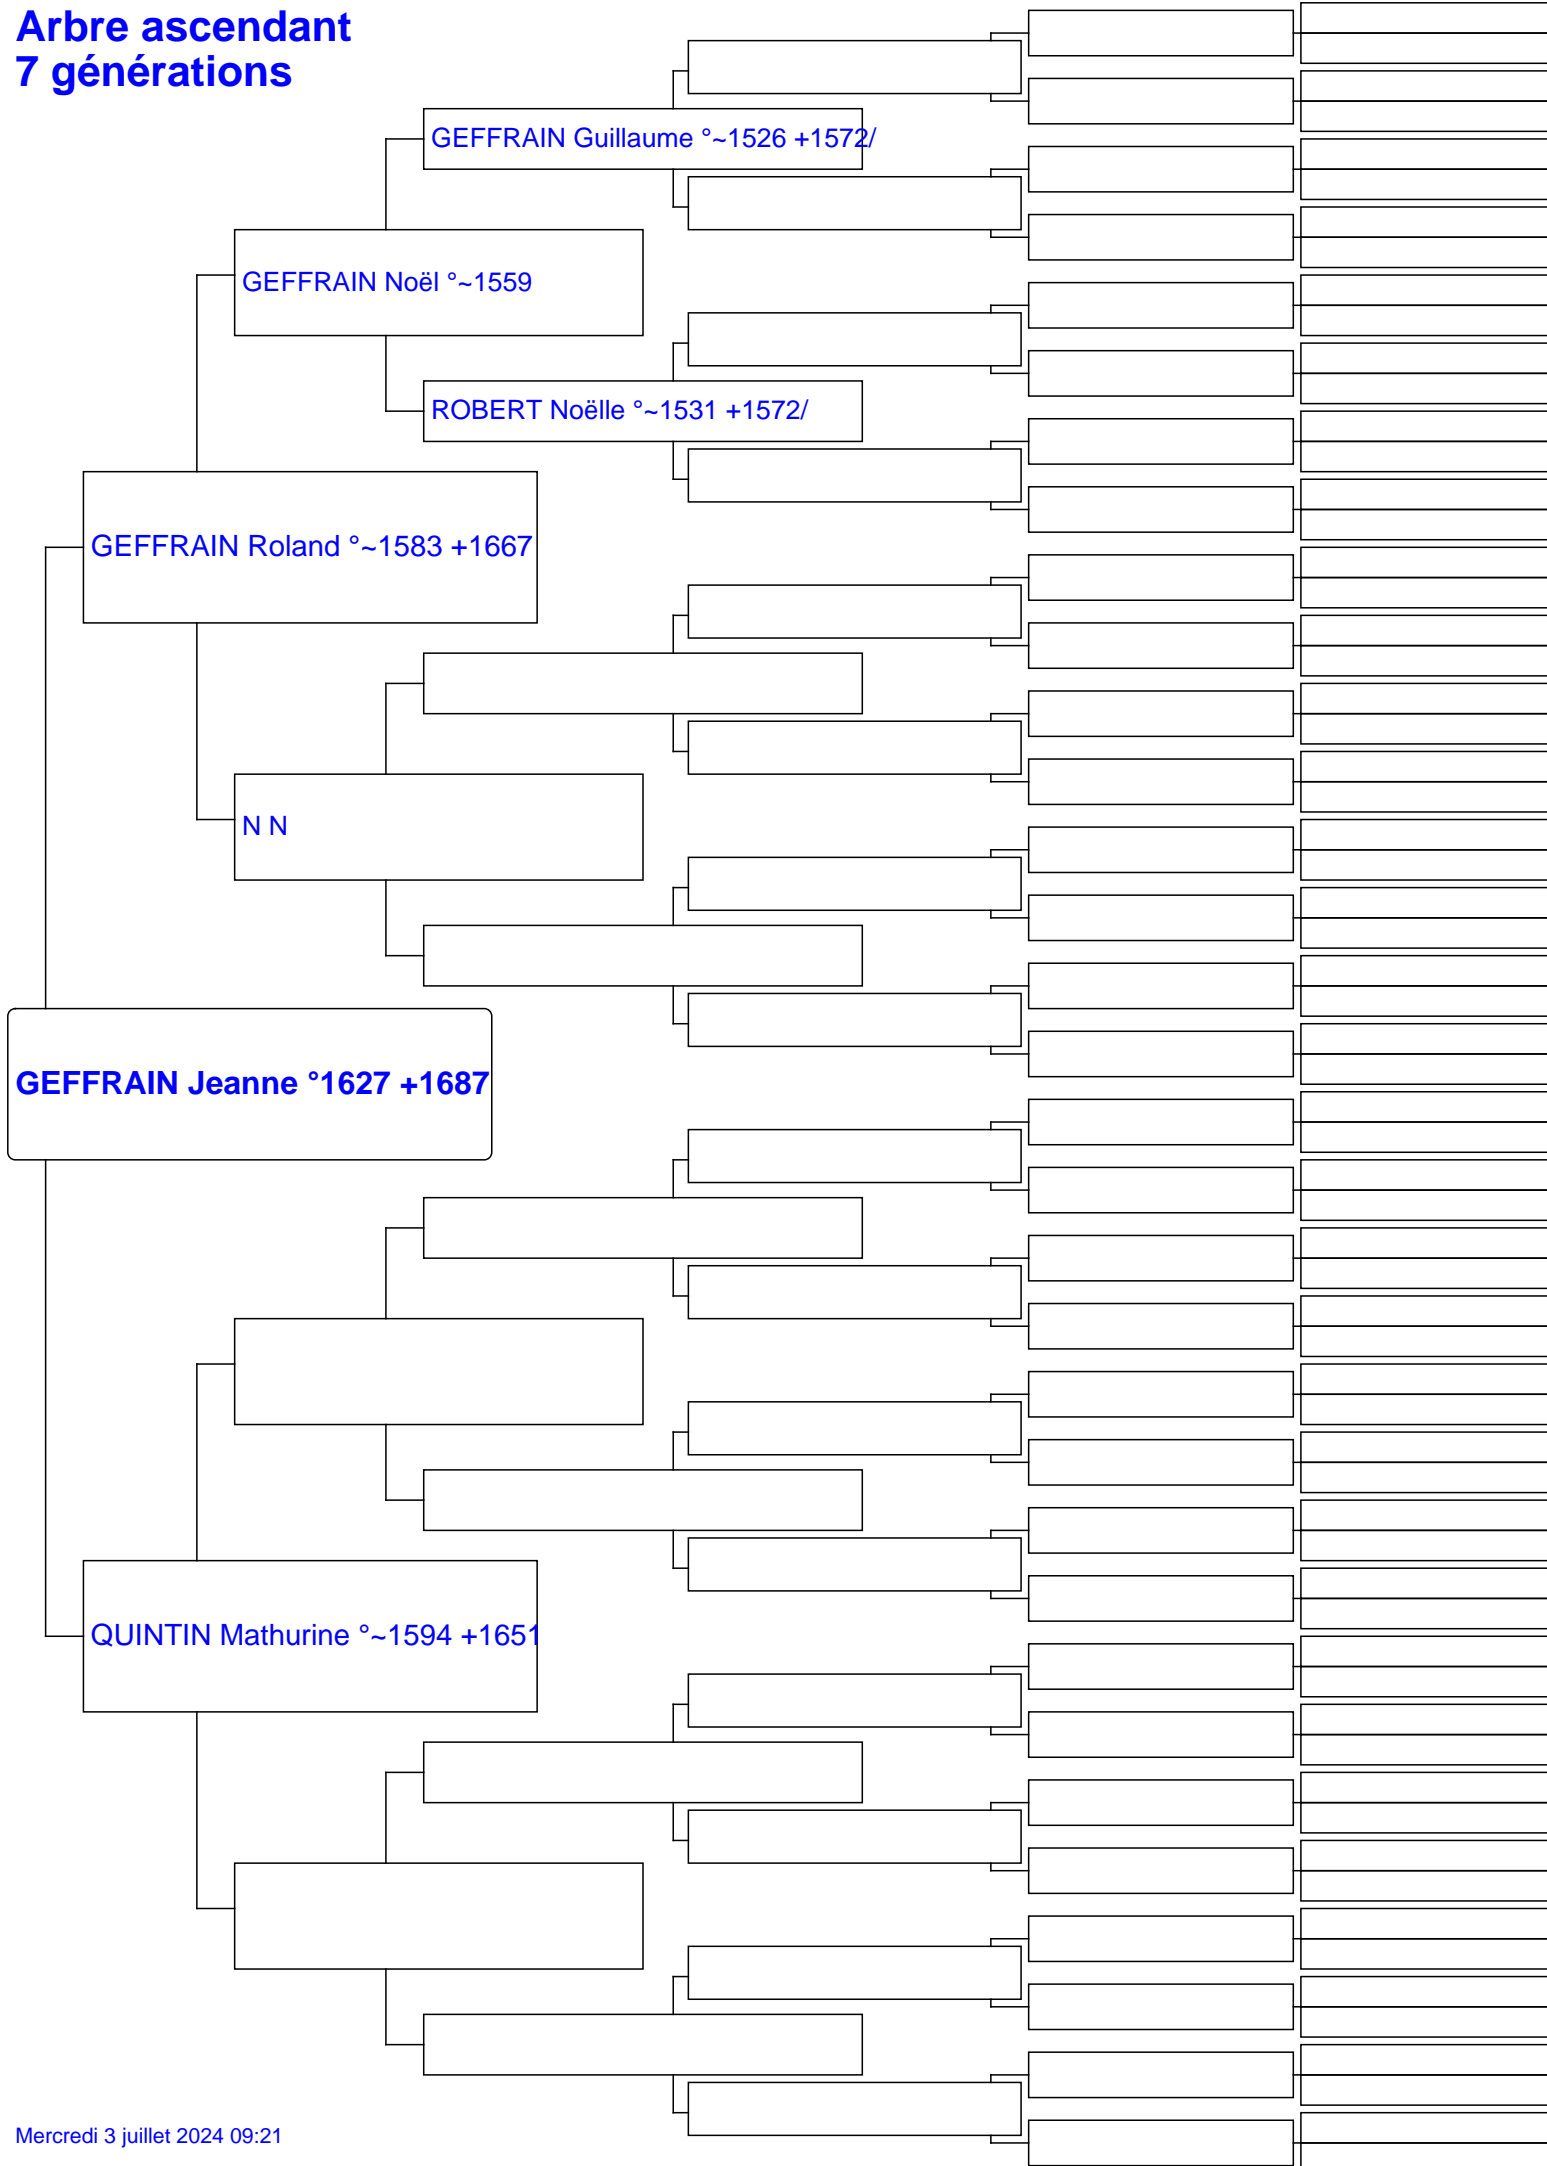 Arbre ascendant
7 générations
GEFFRAIN Guillaume °~1526 +1572/
GEFFRAIN Noël °~1559
ROBERT Noëlle °~1531 +1572/
GEFFRAIN Roland °~1583 +1667
N N
GEFFRAIN Jeanne °1627 +1687
QUINTIN Mathurine °~1594 +1651
Mercredi 3 juillet 2024 09:21